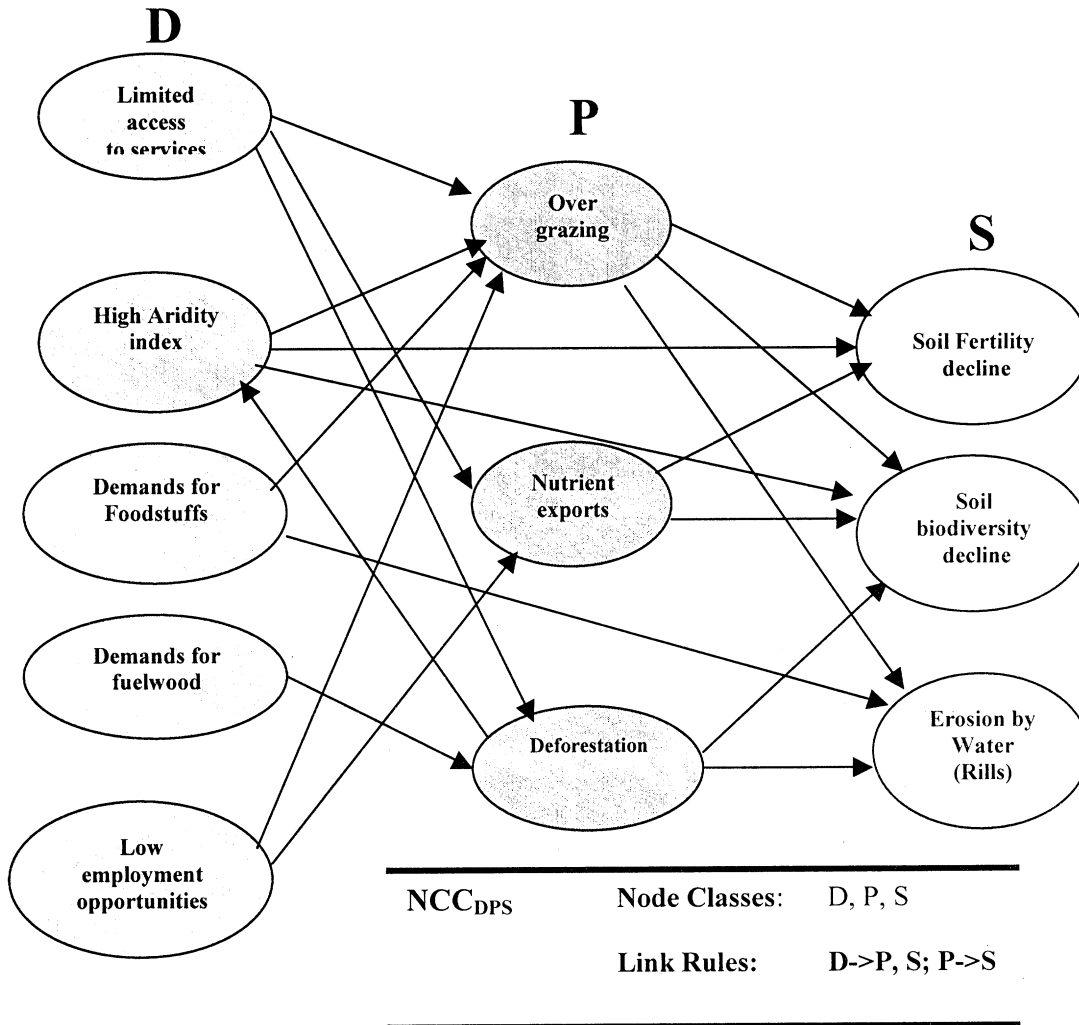 D
Limited
access
to services
High Aridity
index
Demands for
Foodstuffs
Demands for
fuelwood
Low
employment
opportunities
P
Over
grazing
Nutrient
exports
Deforestation
S
Soil Fertility
decline
Soil
biodiversity
decline
Erosion by
Water
(Rills)
NCCDPS Node Classes: D, P, S
Link Rules: D->P, S; P->S